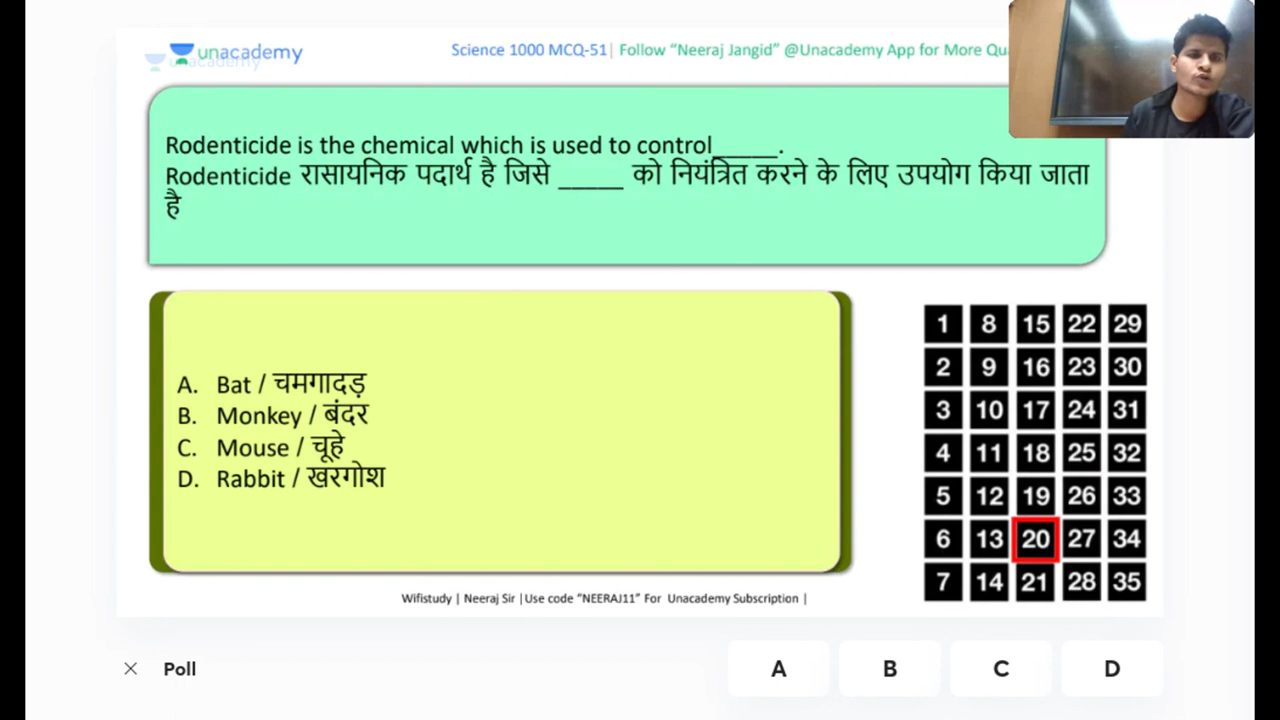 unacademy
unacademy
Science 1000 MCQ-51| Follow “Neeraj Jangid” @Unacademy App for More
Rodenticide is the chemical which is used to control_____.
Rodenticide रासायनिक पदार्थ है जिसे _____ को नियंत्रित करने के लिए उपयोग किया जाता
है
A. Bat / चमगादड़
B. Monkey / बंदर
C. Mouse / चूहे
D. Rabbit / खरगोश
1 8 15 22 29
2 9 16 23 30
3 10 17 24 31
4 11 18 25 32
5 12 19 26 33
6 13 20 27 34
7 14 21 28 35
Wifistudy | Neeraj Sir |Use code “NEERAJ11” For Unacademy Subscription |
× Poll A B C D